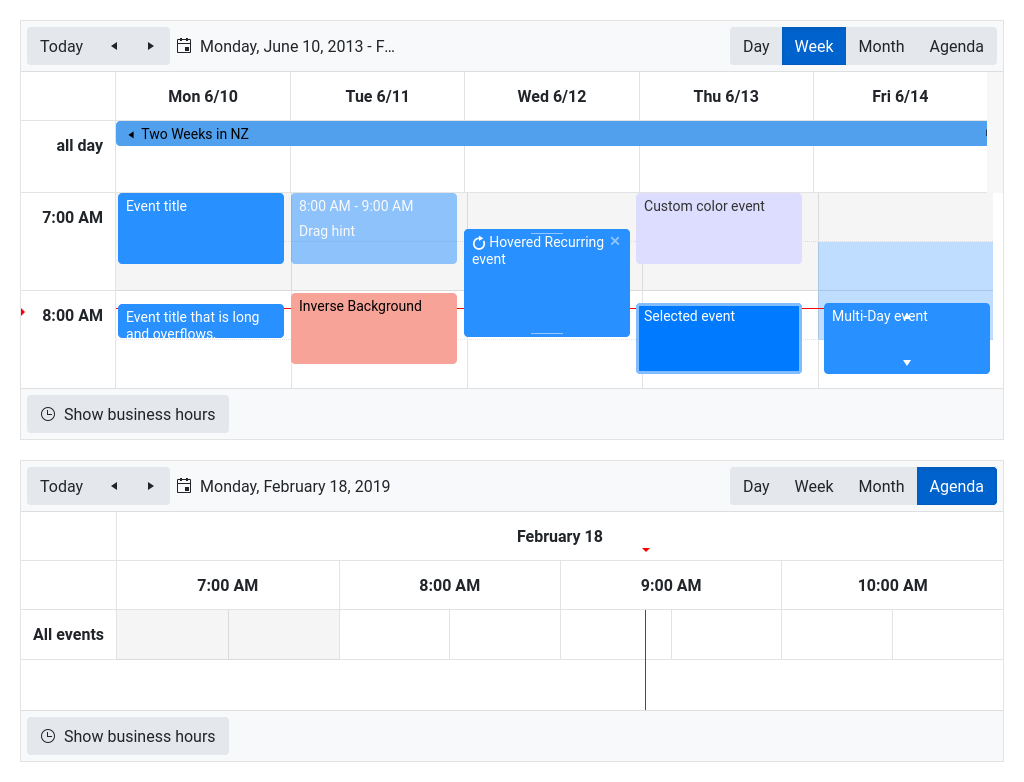 Today
Monday, June 10, 2013 - F...
Day Week Month Agenda
Mon 6/10 Tue 6/11 Wed 6/12 Thu 6/13 Fri 6/14
all day
Two Weeks in NZ
7:00 AM
Event title
8:00 AM - 9:00 AM
Drag hint
Hovered Recurring
event
Custom color event
8:00 AM
Event title that is long
and overflows.
Inverse Background
Selected event
Multi-Day event
Show business hours
Today
Monday, February 18, 2019
Day Week Month Agenda
February 18
7:00 AM 8:00 AM 9:00 AM 10:00 AM
All events
Show business hours